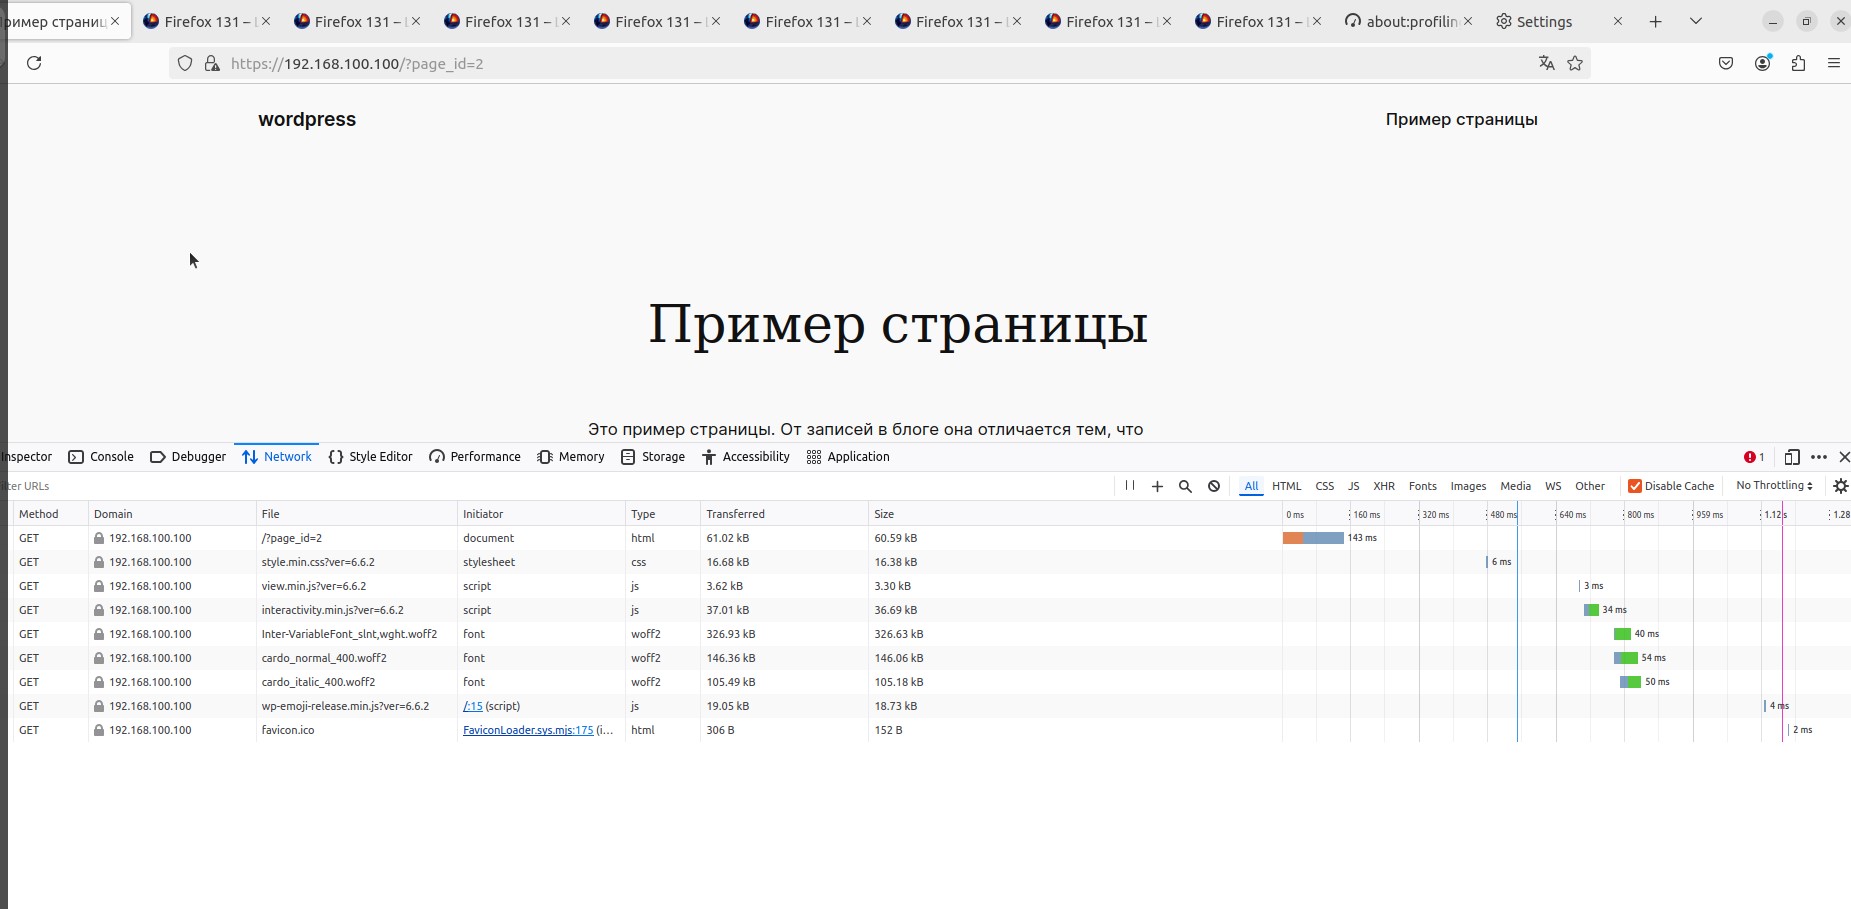 ример страниц
Firefox 131 –
Firefox 131 –
Firefox 131 –
Firefox 131 –
Firefox 131 –
Firefox 131 –
Firefox 131 –
Firefox 131 –
about:profilin
Settings
https://192.168.100.100/?page_id=2
wordpress
Пример страницы
Пример страницы
Это пример страницы. От записей в блоге она отличается тем, что
nspector Console Debugger Network Style Editor Performance Memory Storage Accessibility Application 1
lter URLs All HTML CSS JS XHR Fonts Images Media WS Other Disable Cache No Throttling
Method Domain File Initiator Type Transferred Size 0 ms 160 ms 320 ms 480 ms 640 ms 800 ms 959 ms 1.12 s 1.28
GET 192.168.100.100 /?page_id=2 document html 61.02 kB 60.59 kB 143 ms
GET 192.168.100.100 style.min.css?ver=6.6.2 stylesheet css 16.68 kB 16.38 kB 6 ms
GET 192.168.100.100 view.min.js?ver=6.6.2 script js 3.62 kB 3.30 kB 3 ms
GET 192.168.100.100 interactivity.min.js?ver=6.6.2 script js 37.01 kB 36.69 kB 34 ms
GET 192.168.100.100 Inter-VariableFont_slnt,wght.woff2 font woff2 326.93 kB 326.63 kB 40 ms
GET 192.168.100.100 cardo_normal_400.woff2 font woff2 146.36 kB 146.06 kB 54 ms
GET 192.168.100.100 cardo_italic_400.woff2 font woff2 105.49 kB 105.18 kB 50 ms
GET 192.168.100.100 wp-emoji-release.min.js?ver=6.6.2 /:15 (script) js 19.05 kB 18.73 kB 4 ms
GET 192.168.100.100 favicon.ico FaviconLoader.sys.mjs:175 (i... html 306 B 152 B 2 ms